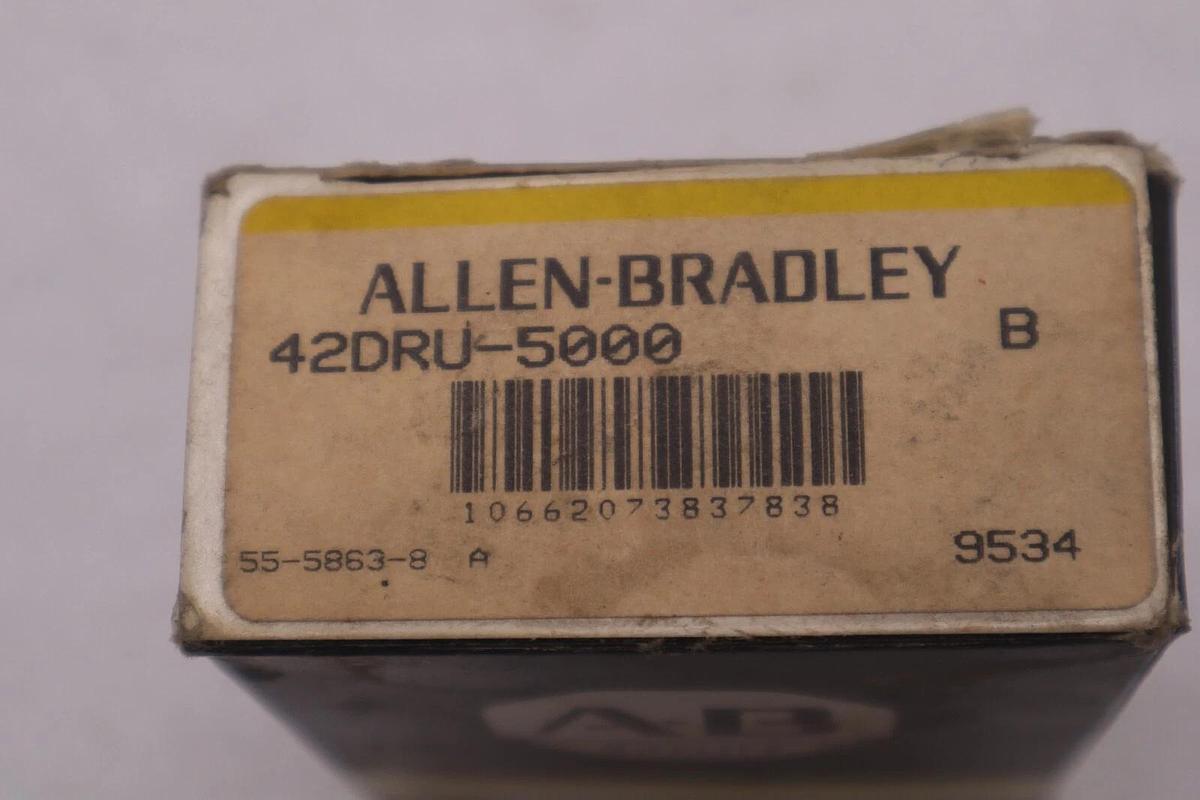 ALLEN-BRADLEY
42DRU-5000 B
10662073837838
55-5863-8 A 9534
A-B